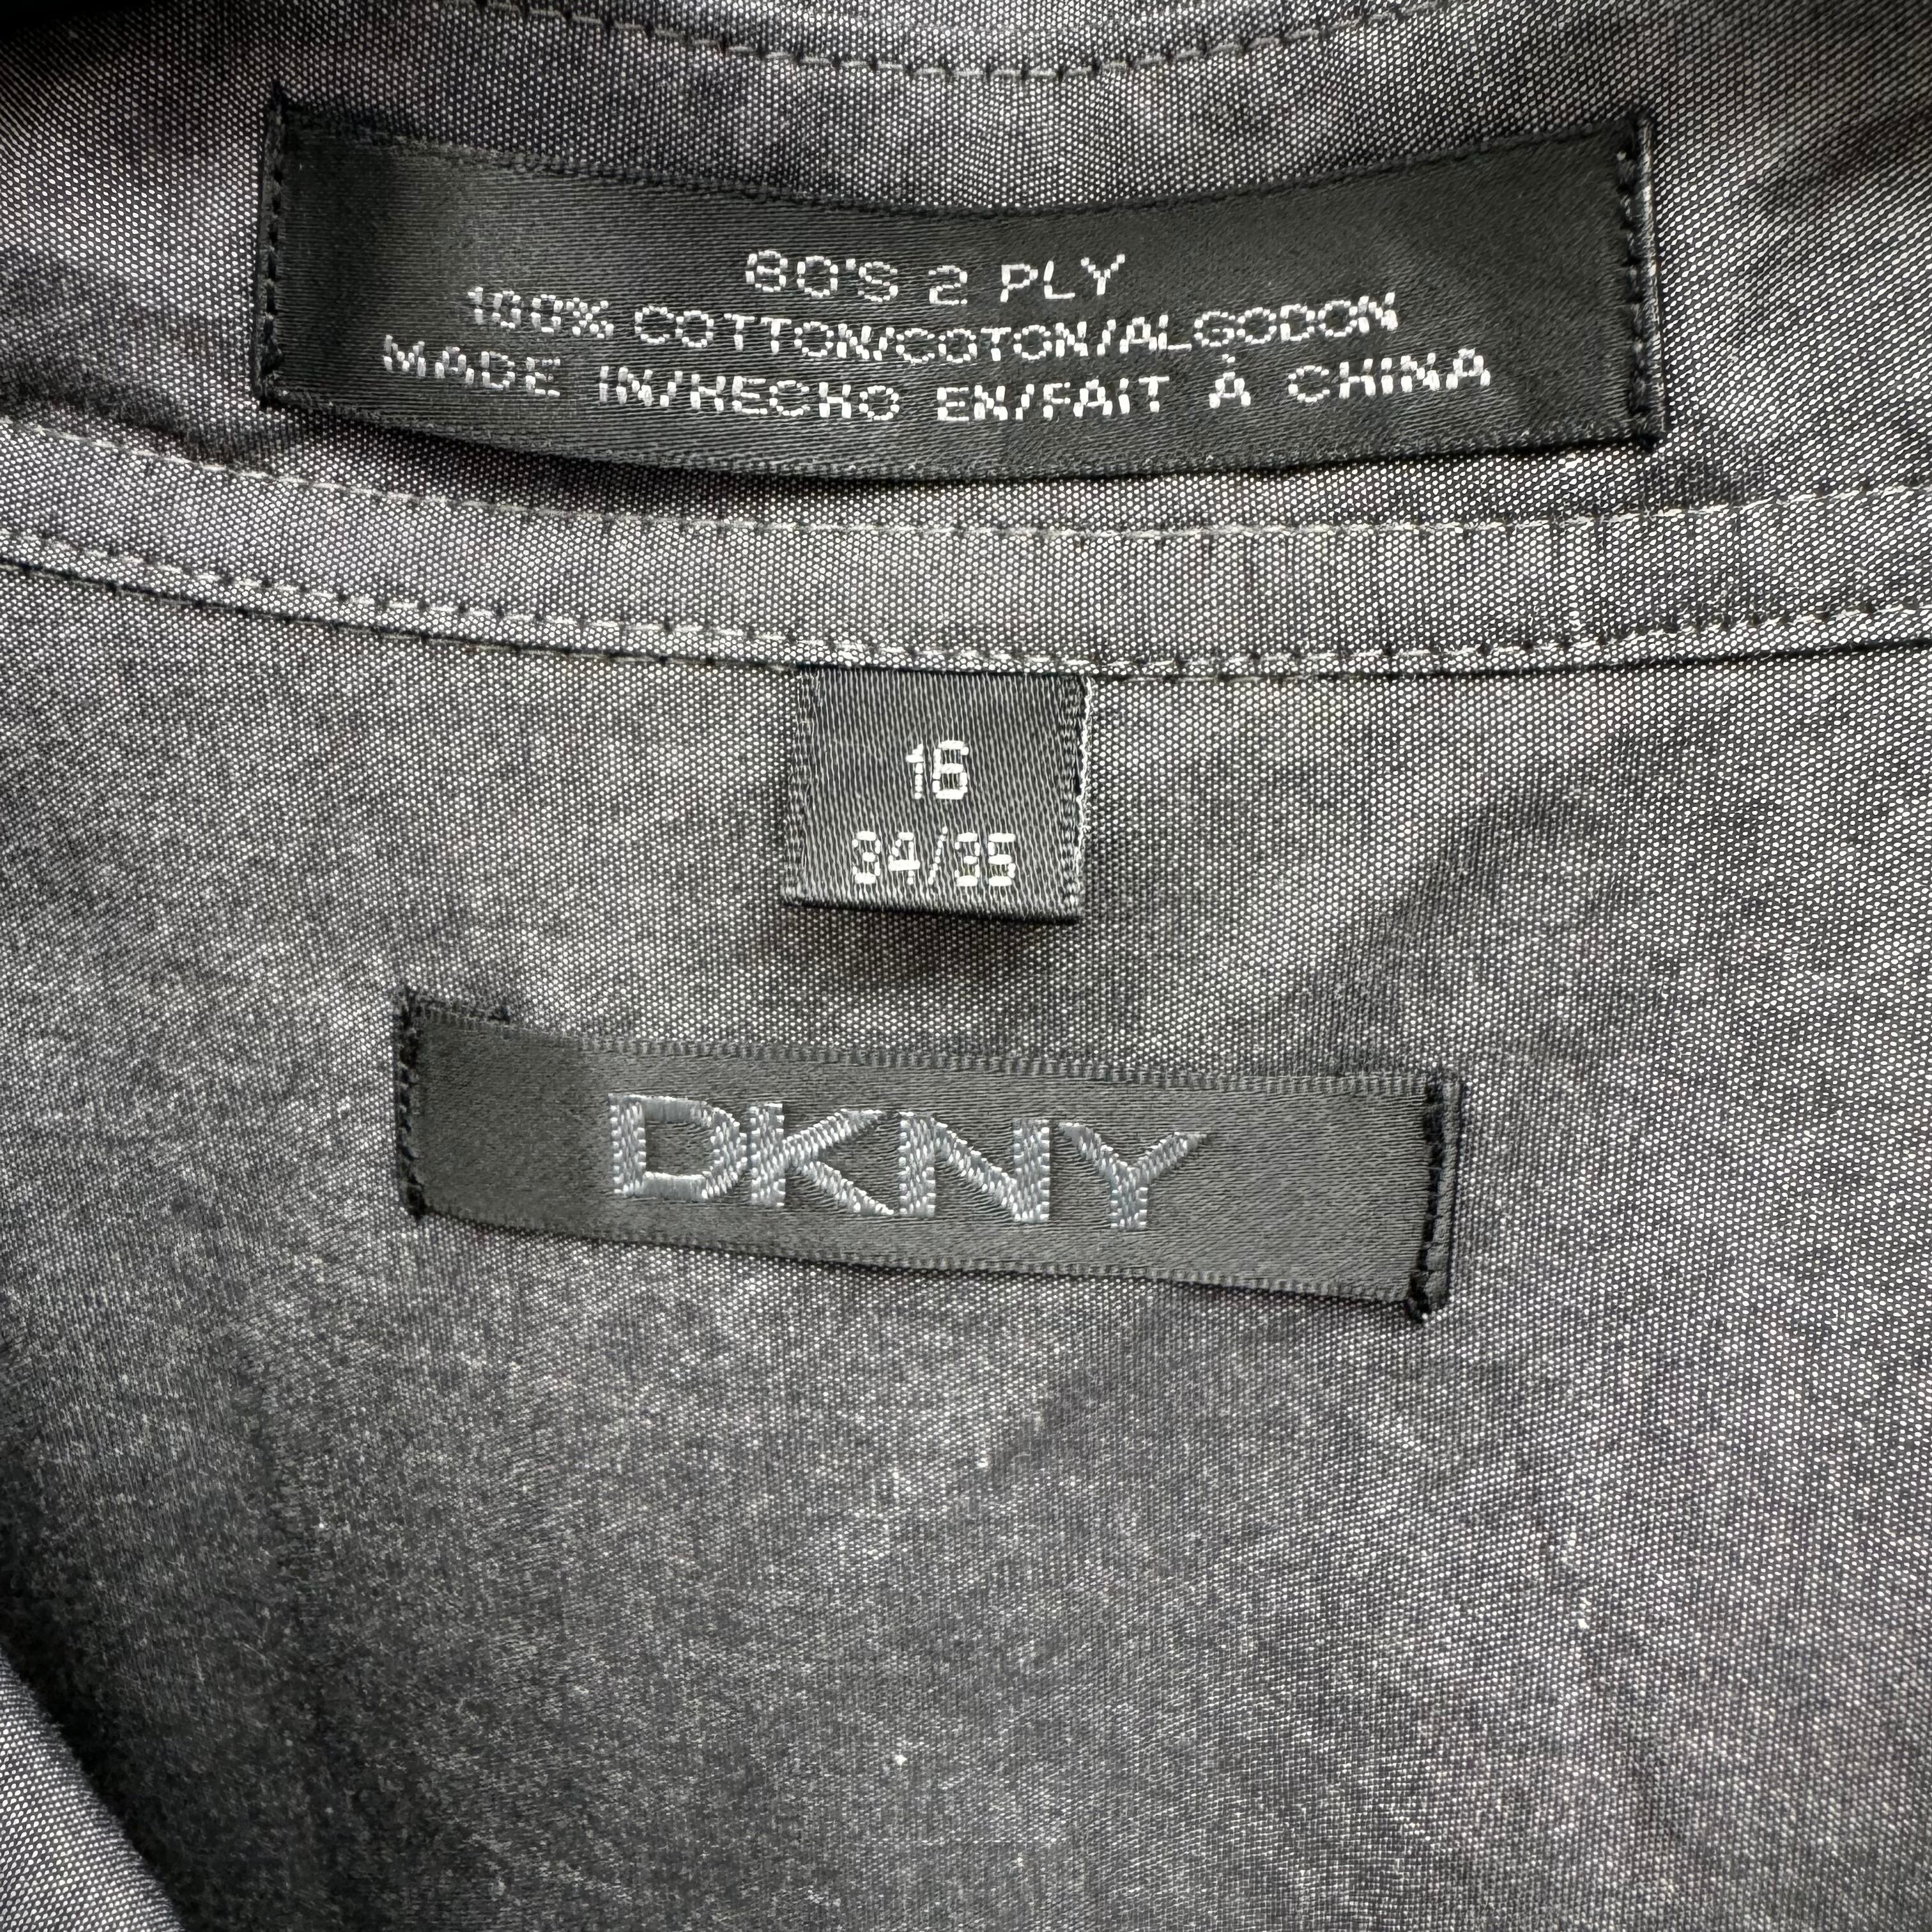 80'S 2 PLY
100% COTTON/COTON/ALGODON
MADE IN/HECHO EN/FAIT À CHINA
16
34/35
DKNY